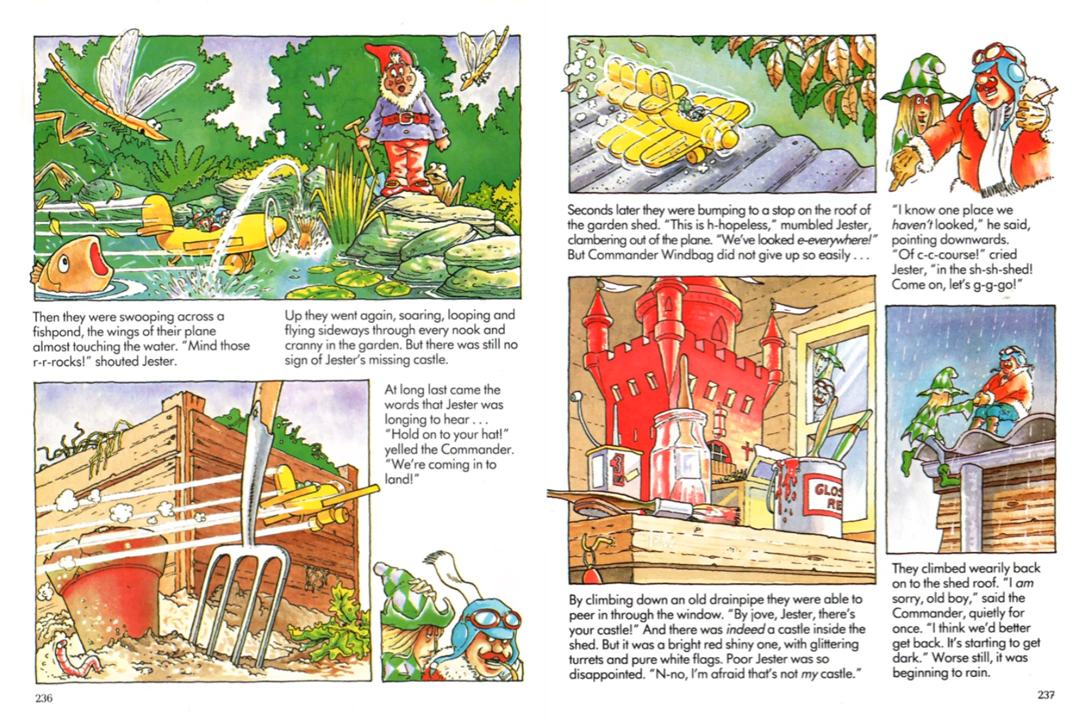 Then they were swooping across a
fishpond, the wings of their plane
almost touching the water. "Mind those
r-r-rocks!" shouted Jester.
Up they went again, soaring, looping and
flying sideways through every nook and
cranny in the garden. But there was still no
sign of Jester's missing castle.
At long last came the
words that Jester was
longing to hear . . .
"Hold on to your hat!"
yelled the Commander.
"We're coming in to
land!"
236
Seconds later they were bumping to a stop on the roof of
the garden shed. "This is h-hopeless," mumbled Jester,
clambering out of the plane. "We've looked e-everywhere!"
But Commander Windbag did not give up so easily . . .
"I know one place we
haven't looked," he said,
pointing downwards.
"Of c-c-course!" cried
Jester, "in the sh-sh-shed!
Come on, let's g-g-go!"
GLOS
RE
By climbing down an old drainpipe they were able to
peer in through the window. "By jove, Jester, there's
your castle!" And there was indeed a castle inside the
shed. But it was a bright red shiny one, with glittering
turrets and pure white flags. Poor Jester was so
disappointed. "N-no, I'm afraid that's not my castle."
They climbed wearily back
on to the shed roof. "I am
sorry, old boy," said the
Commander, quietly for
once. "I think we'd better
get back. It's starting to get
dark." Worse still, it was
beginning to rain.
237